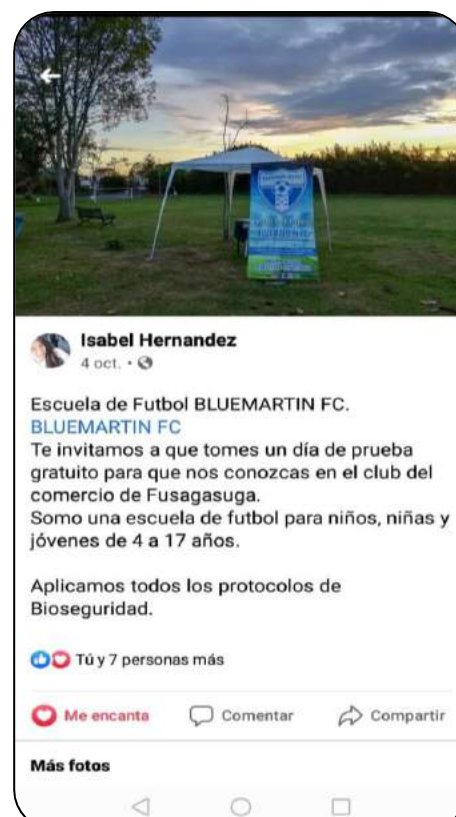 Isabel Hernandez
4 oct. •
Escuela de Futbol BLUEMARTIN FC.
BLUEMARTIN FC
Te invitamos a que tomes un día de prueba
gratuito para que nos conozcas en el club del
comercio de Fusagasuga.
Somo una escuela de futbol para niños, niñas y
jóvenes de 4 a 17 años.
Aplicamos todos los protocolos de
Bioseguridad.
Tú y 7 personas más
Me encanta Comentar Compartir
Más fotos